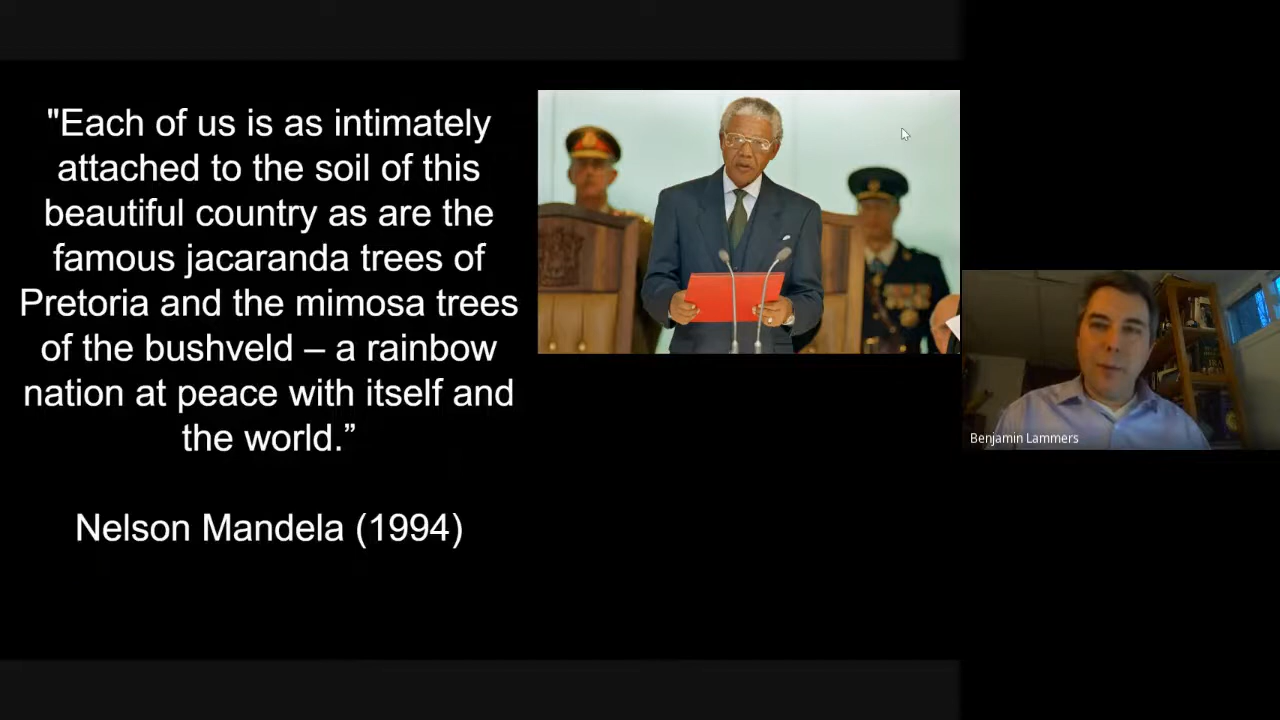 "Each of us is as intimately
attached to the soil of this
beautiful country as are the
famous jacaranda trees of
Pretoria and the mimosa trees
of the bushveld – a rainbow
nation at peace with itself and
the world.”
Nelson Mandela (1994)
Benjamin Lammers